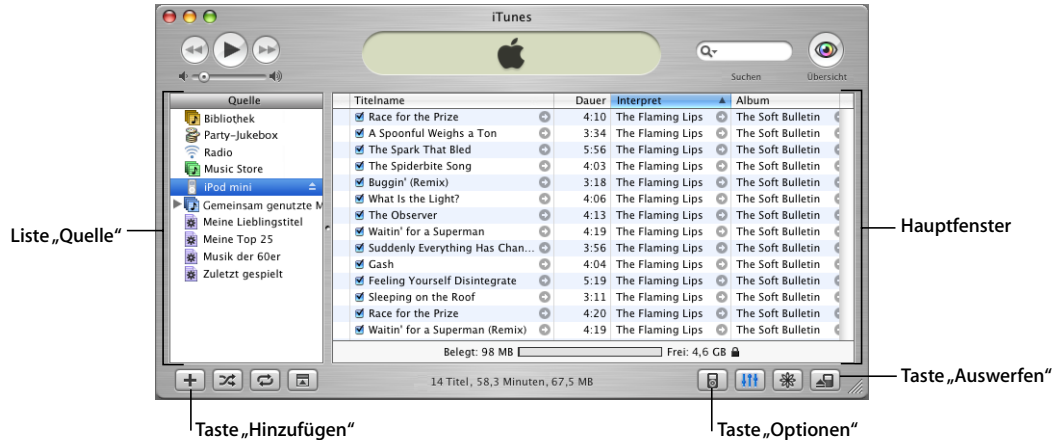 iTunes
Suchen
Übersicht
Quelle
Bibliothek
Party-Jukebox
Radio
Music Store
iPod mini
Gemeinsam genutzte M
Meine Lieblingstitel
Meine Top 25
Musik der 60er
Zuletzt gespielt
Titelname Dauer Interpret Album
Race for the Prize 4:10 The Flaming Lips The Soft Bulletin
A Spoonful Weighs a Ton 3:34 The Flaming Lips The Soft Bulletin
The Spark That Bled 5:56 The Flaming Lips The Soft Bulletin
The Spiderbite Song 4:03 The Flaming Lips The Soft Bulletin
Buggin' (Remix) 3:18 The Flaming Lips The Soft Bulletin
What Is the Light? 4:06 The Flaming Lips The Soft Bulletin
The Observer 4:13 The Flaming Lips The Soft Bulletin
Waitin' for a Superman 4:19 The Flaming Lips The Soft Bulletin
Suddenly Everything Has Chan... 3:56 The Flaming Lips The Soft Bulletin
Gash 4:04 The Flaming Lips The Soft Bulletin
Feeling Yourself Disintegrate 5:19 The Flaming Lips The Soft Bulletin
Sleeping on the Roof 3:11 The Flaming Lips The Soft Bulletin
Race for the Prize 4:20 The Flaming Lips The Soft Bulletin
Waitin' for a Superman (Remix) 4:19 The Flaming Lips The Soft Bulletin
Belegt: 98 MB Frei: 4,6 GB
14 Titel, 58,3 Minuten, 67,5 MB
Liste „Quelle“
Hauptfenster
Taste „Auswerfen“
Taste „Hinzufügen“
Taste „Optionen“